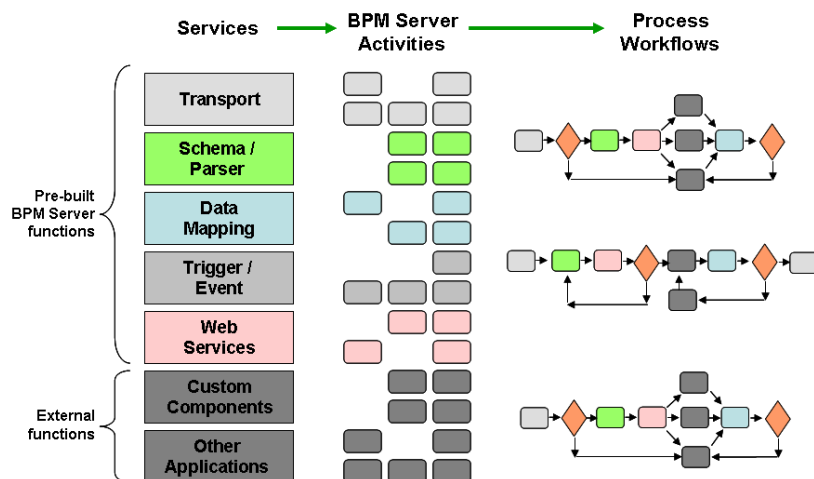 Services
BPM Server
Activities
Process
Workflows
Pre-built
BPM Server
functions
Transport
Schema /
Parser
Data
Mapping
Trigger /
Event
Web
Services
External
functions
Custom
Components
Other
Applications